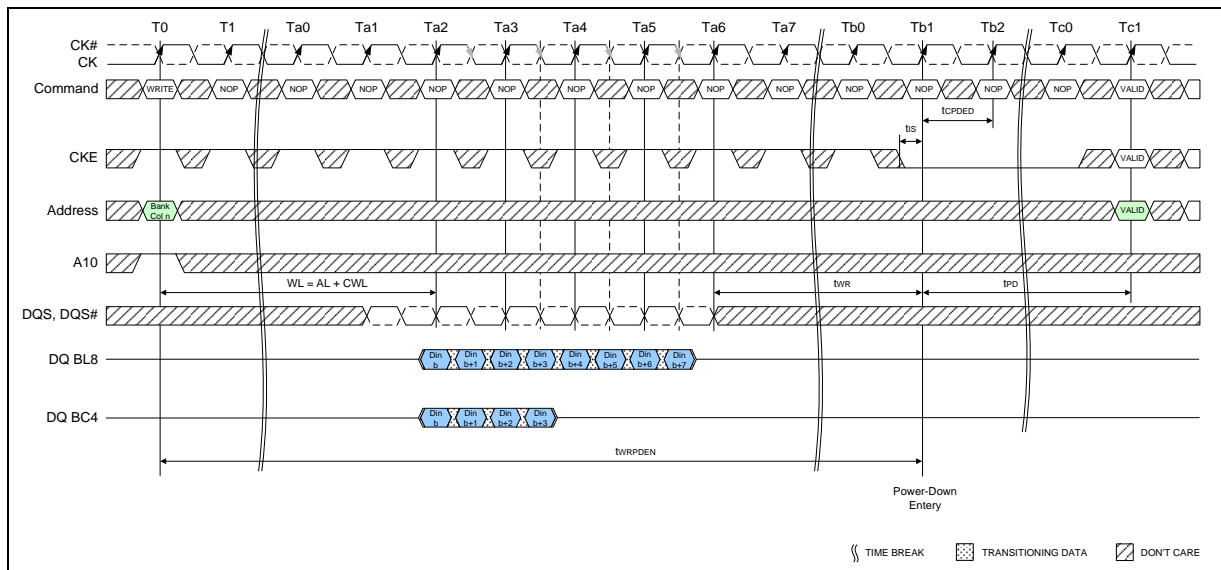 T0 T1 Ta0 Ta1 Ta2 Ta3 Ta4 Ta5 Ta6 Ta7 Tb0 Tb1 Tb2 Tc0 Tc1
CK#
CK
Command WRITE NOP NOP NOP NOP NOP NOP NOP NOP NOP NOP NOP NOP NOP VALID
tIS tCPDED
CKE VALID
Address Bank Col n VALID
A10
WL = AL + CWL tWR tPD
DQS, DQS#
DQ BL8 Din b Din b+1 Din b+2 Din b+3 Din b+4 Din b+5 Din b+6 Din b+7
DQ BC4 Din b Din b+1 Din b+2 Din b+3
tWRPDEN
Power-Down
Entery
TIME BREAK TRANSITIONING DATA DON'T CARE